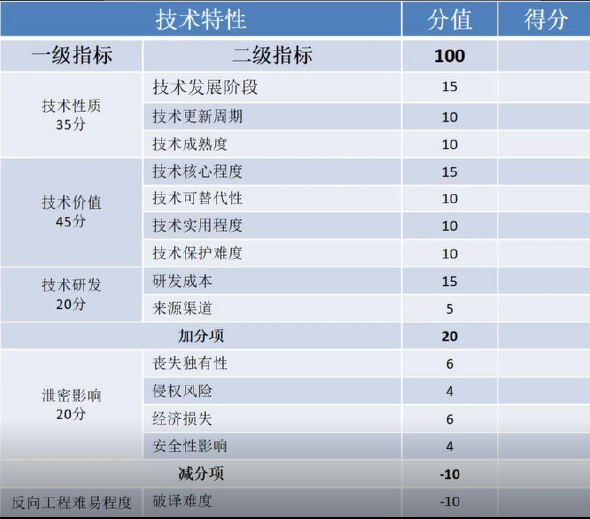 技术特性 分值 得分
一级指标 二级指标 100
技术性质 35分 技术发展阶段 15
技术更新周期 10
技术成熟度 10
技术价值 45分 技术核心程度 15
技术可替代性 10
技术实用程度 10
技术保护难度 10
技术研发 20分 研发成本 15
来源渠道 5
加分项 20
泄密影响 20分 丧失独有性 6
侵权风险 4
经济损失 6
安全性影响 4
减分项 -10
反向工程难易程度 破译难度 -10